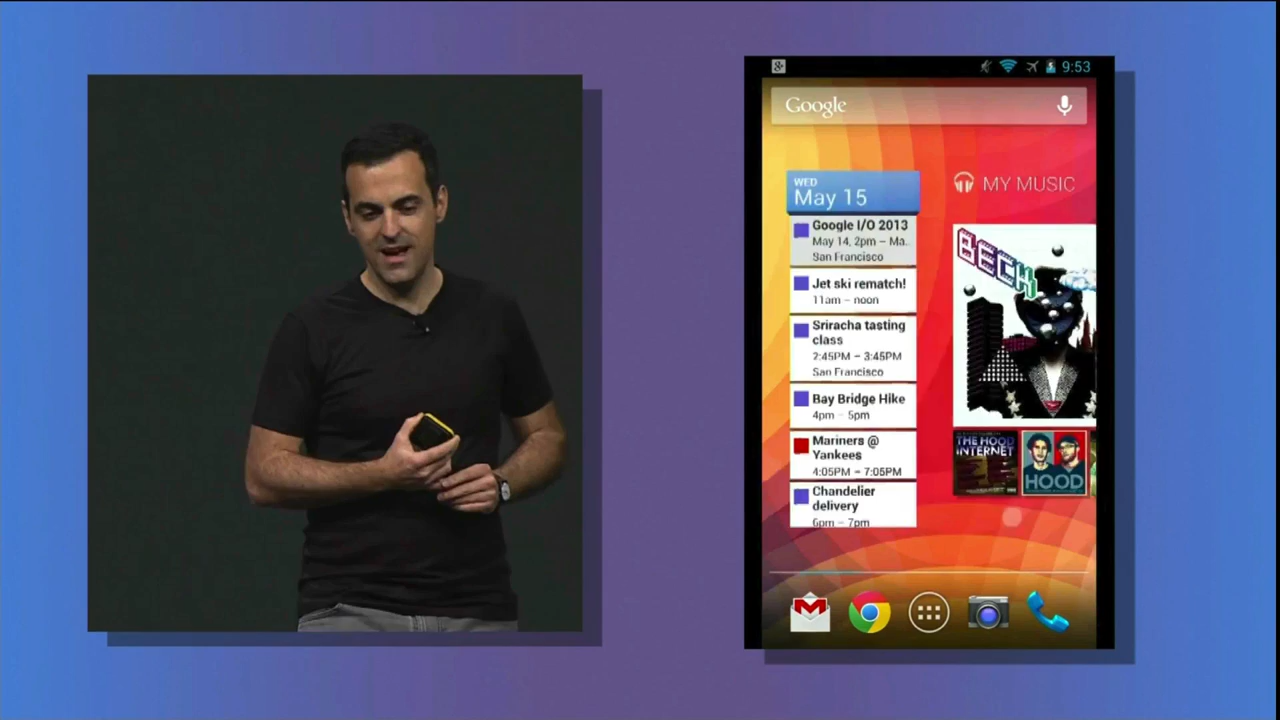 9:53
Google
WED
May 15
Google I/O 2013
May 14, 2pm – Ma..
San Francisco
Jet ski rematch!
11am – noon
Sriracha tasting
class
2:45PM – 3:45PM
San Francisco
Bay Bridge Hike
4pm – 5pm
Mariners @
Yankees
4:05PM – 7:05PM
Chandelier
delivery
6pm – 7pm
MY MUSIC
BECK
THE HOOD
INTERNET
HOOD